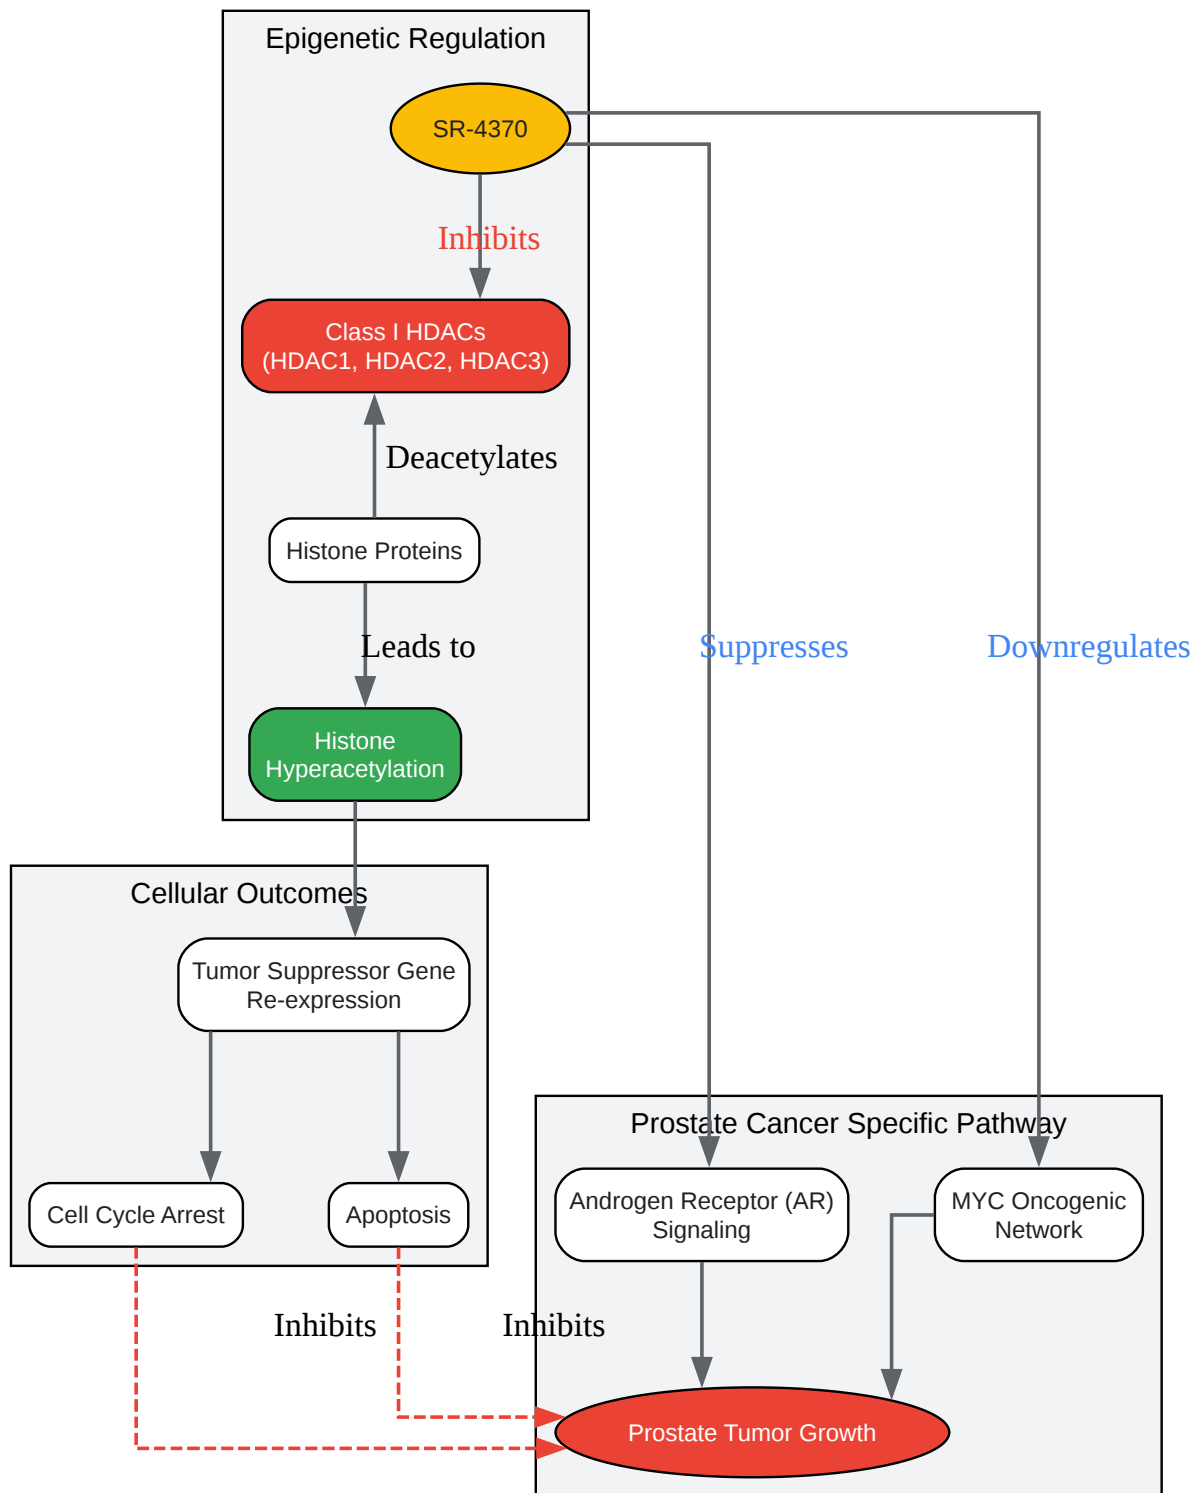 Epigenetic Regulation
SR-4370
Inhibits
Class I HDACs
(HDAC1, HDAC2, HDAC3)
Deacetylates
Histone Proteins
Leads to
Suppresses
Downregulates
Histone
Hyperacetylation
Cellular Outcomes
Tumor Suppressor Gene
Re-expression
Cell Cycle Arrest
Apoptosis
Prostate Cancer Specific Pathway
Androgen Receptor (AR)
Signaling
MYC Oncogenic
Network
Inhibits
Inhibits
Prostate Tumor Growth